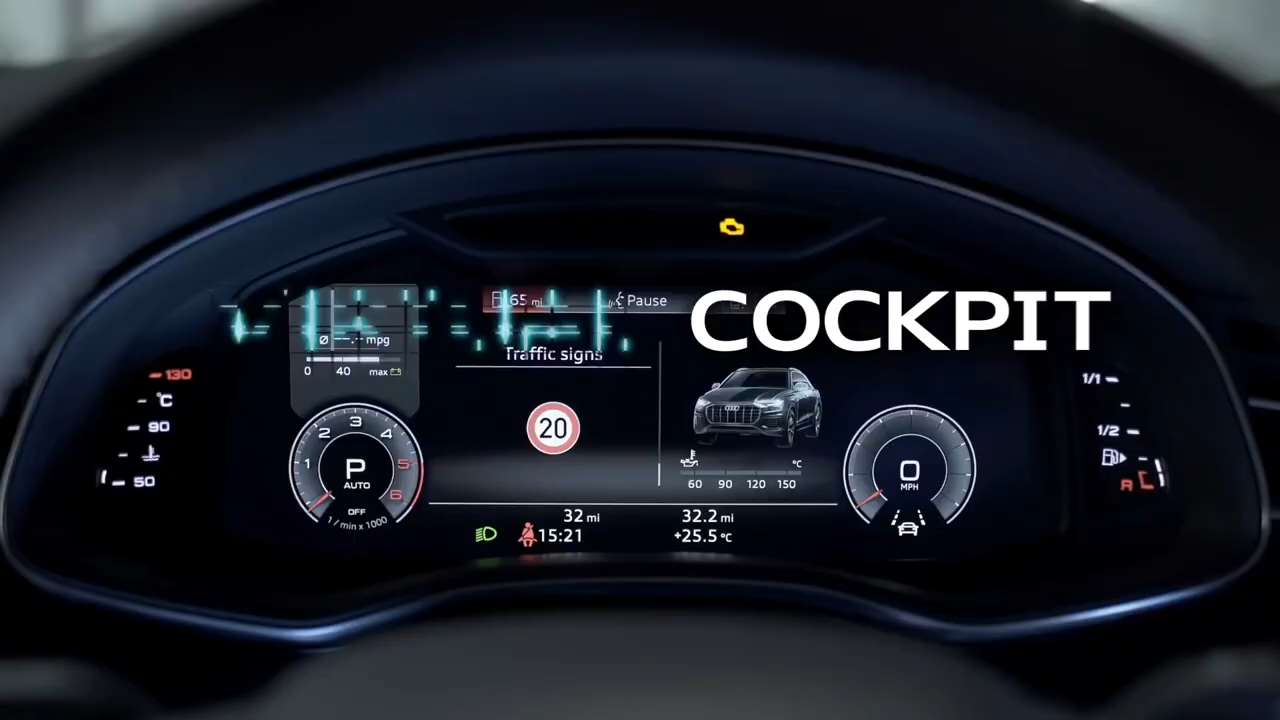 COCKPIT
65 mi
Pause
Ø --.- mpg
0 40 max
Traffic signs
130
°C
90
50
1 2 3 4 5 6
P
AUTO
OFF
1 / min x 1000
20
°C
60 90 120 150
0
MPH
1/1
1/2
R
32 mi
32.2 mi
15:21
+25.5 °C